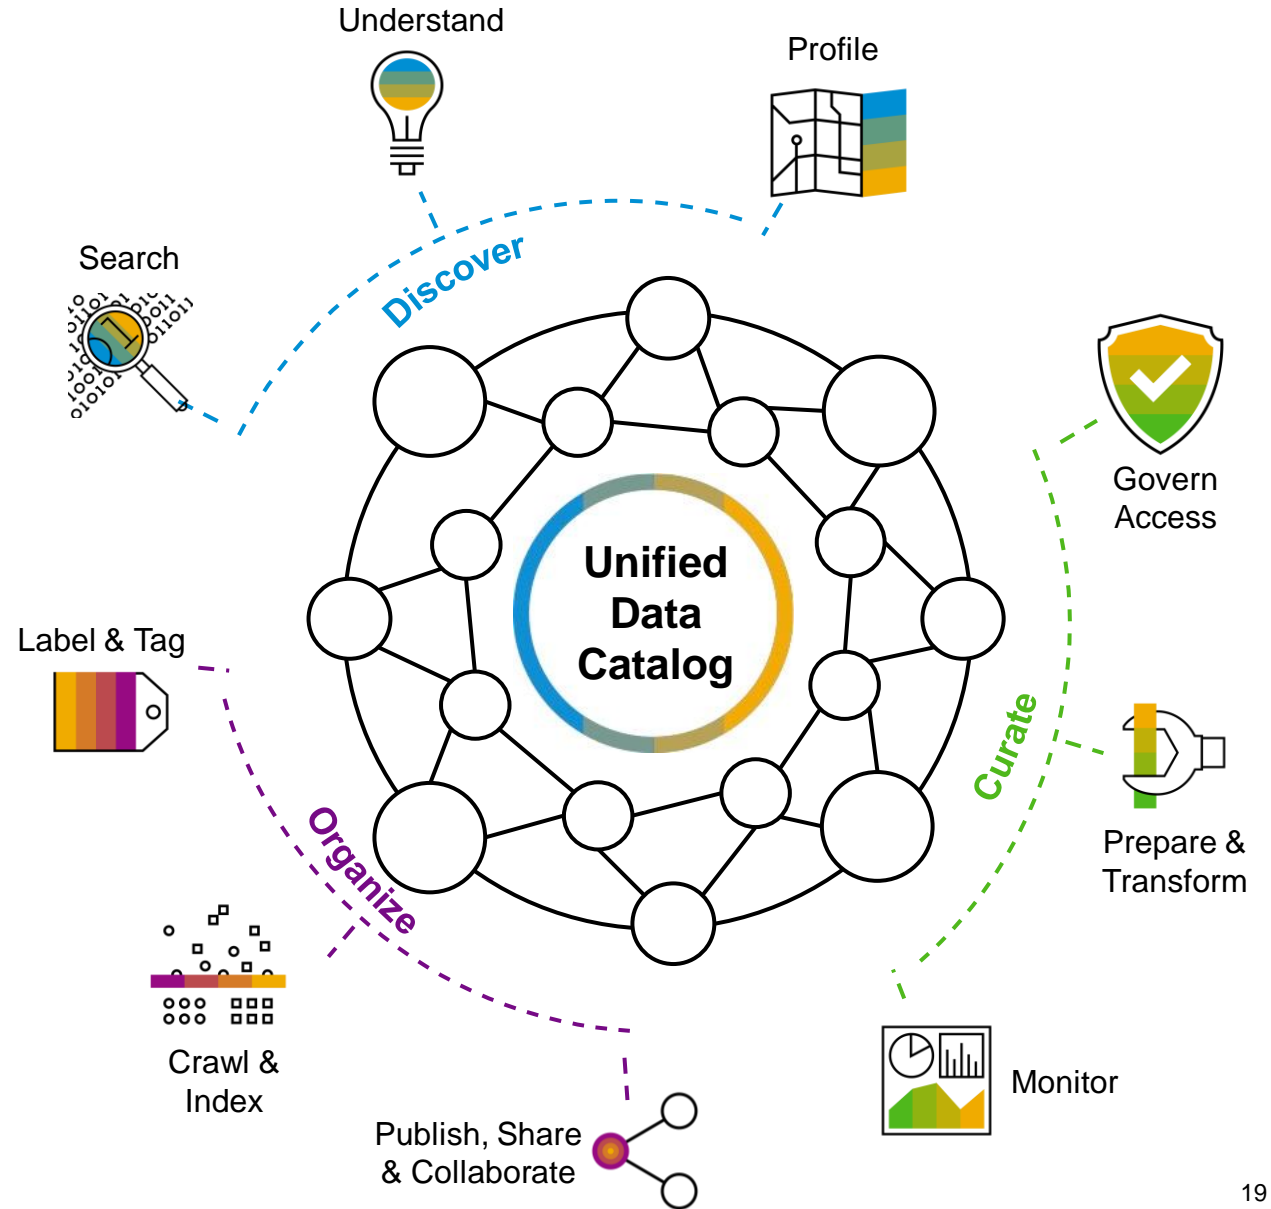 Understand
Profile
Search
Discover
Govern
Access
Unified
Data
Catalog
Label & Tag
Curate
Prepare &
Transform
Organize
Crawl &
Index
Monitor
Publish, Share
& Collaborate
19